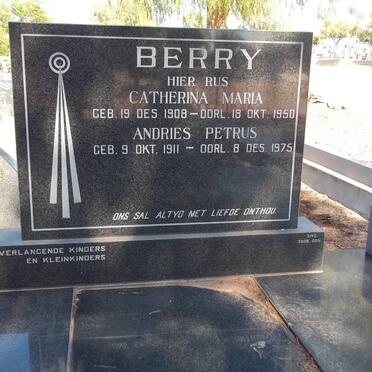 BERRY
HIER RUS
CATHERINA MARIA
GEB. 19 DES 1908 – OORL. 18 OKT. 1950
ANDRIES PETRUS
GEB. 9 OKT. 1911 – OORL. 8 DES. 1975
ONS SAL ALTYD MET LIEFDE ONTHOU.
VERLANGENDE KINDERS
EN KLEINKINDERS